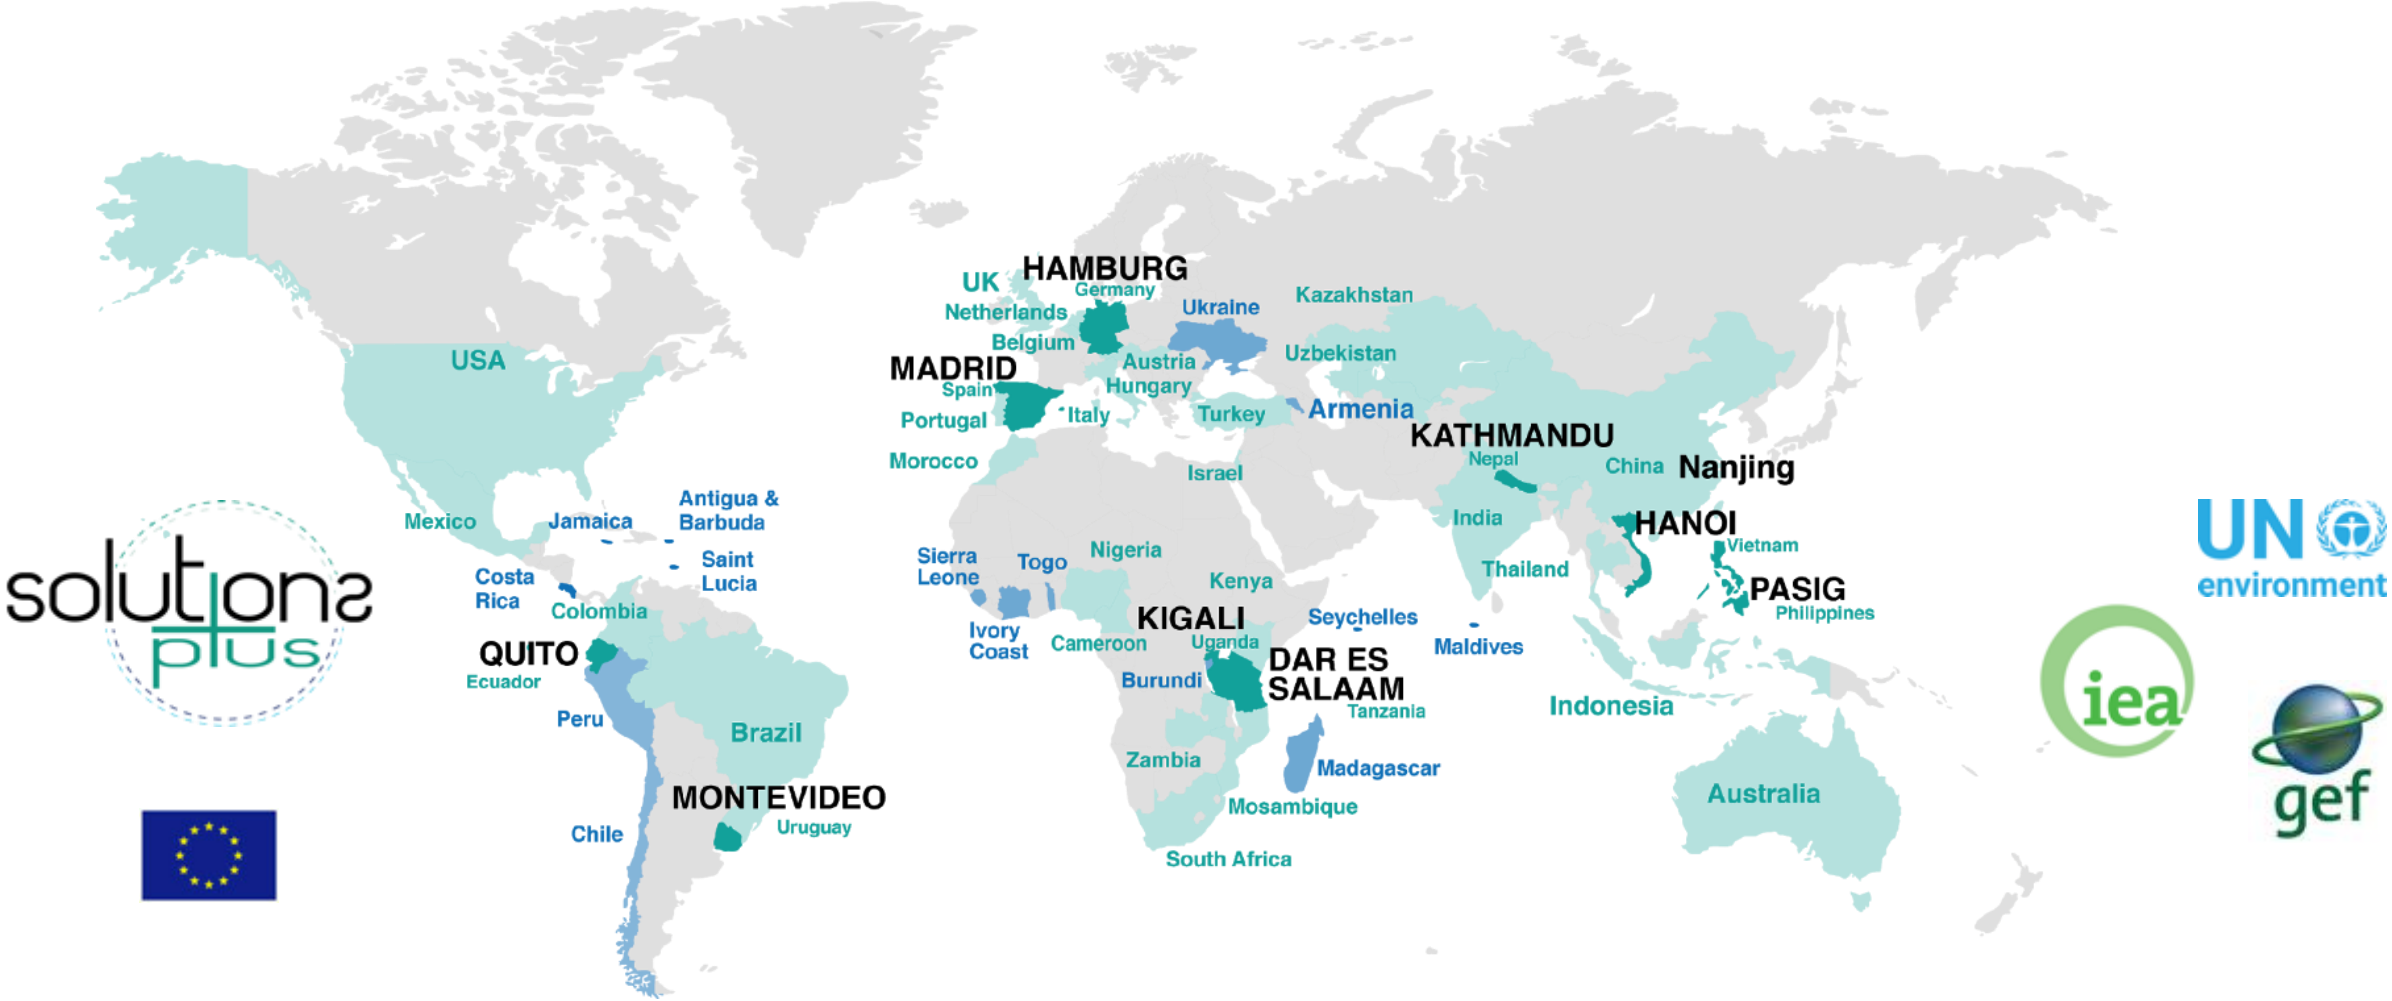 HAMBURG
UK
Germany
Netherlands
Ukraine
Kazakhstan
Belgium
USA
MADRID
Austria
Uzbekistan
Spain
Hungary
Portugal
Italy
Turkey
Armenia
KATHMANDU
Morocco
Israel
Nepal
China
Nanjing
Antigua &
Barbuda
Mexico
Jamaica
India
HANOI
Vietnam
Saint
Lucia
Sierra
Leone
Togo
Nigeria
Kenya
Thailand
Costa
Rica
Colombia
PASIG
Philippines
KIGALI
Seychelles
Ivory
Coast
Cameroon
Uganda
Maldives
QUITO
Ecuador
Burundi
DAR ES
SALAAM
Tanzania
Indonesia
Peru
Brazil
Zambia
Madagascar
MONTEVIDEO
Uruguay
Mosambique
Australia
Chile
South Africa
solutions
plus
UN
environment
iea
gef